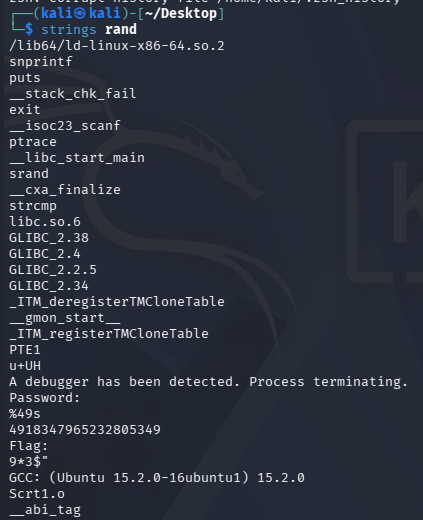 zsh: corrupt history file /home/kali/.zsh_history
┌──(kali㉿kali)-[~/Desktop]
└─$ strings rand
/lib64/ld-linux-x86-64.so.2
snprintf
puts
__stack_chk_fail
exit
__isoc23_scanf
ptrace
__libc_start_main
srand
__cxa_finalize
strcmp
libc.so.6
GLIBC_2.38
GLIBC_2.4
GLIBC_2.2.5
GLIBC_2.34
_ITM_deregisterTMCloneTable
__gmon_start__
_ITM_registerTMCloneTable
PTE1
u+UH
A debugger has been detected. Process terminating.
Password:
%49s
4918347965232805349
Flag:
9*3$"
GCC: (Ubuntu 15.2.0-16ubuntu1) 15.2.0
Scrt1.o
__abi_tag